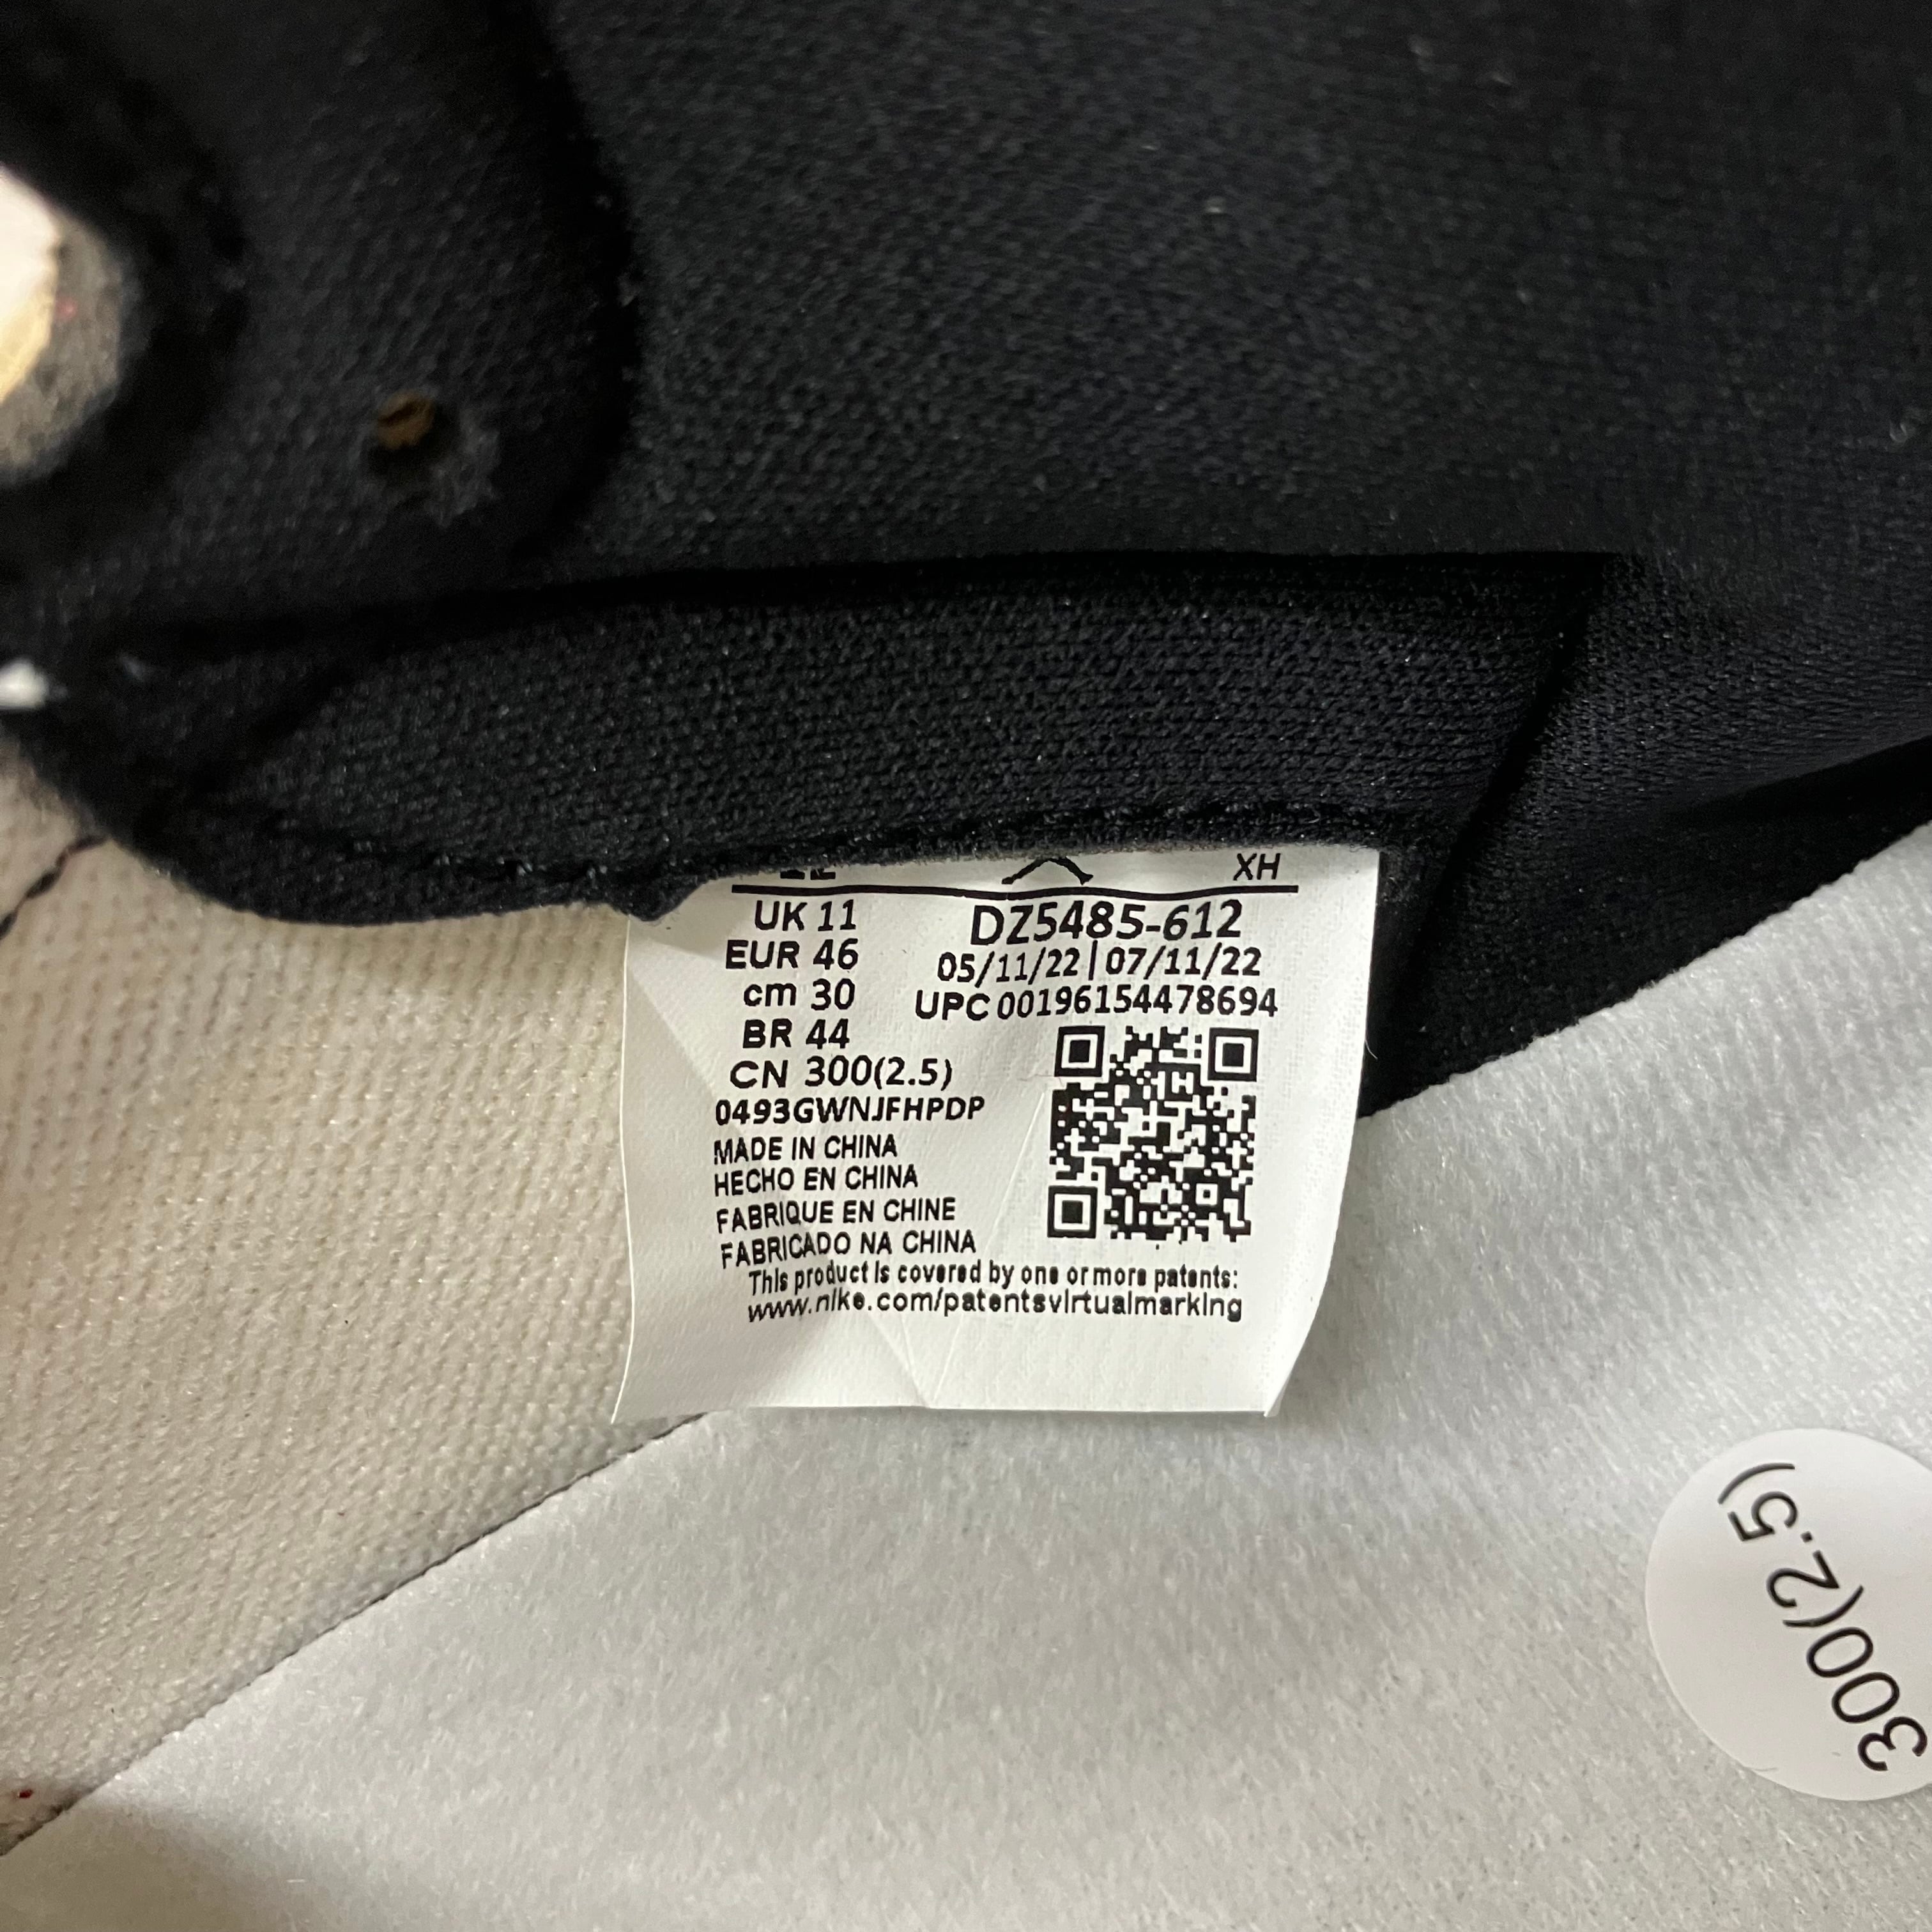 XH
UK 11
EUR 46
cm 30
BR 44
CN 300(2.5)
DZ5485-612
05/11/22|07/11/22
UPC 00196154478694
0493GWNJFHPDP
MADE IN CHINA
HECHO EN CHINA
FABRIQUE EN CHINE
FABRICADO NA CHINA
This product is covered by one or more patents:
www.nike.com/patentsvirtualmarking
300(2.5)